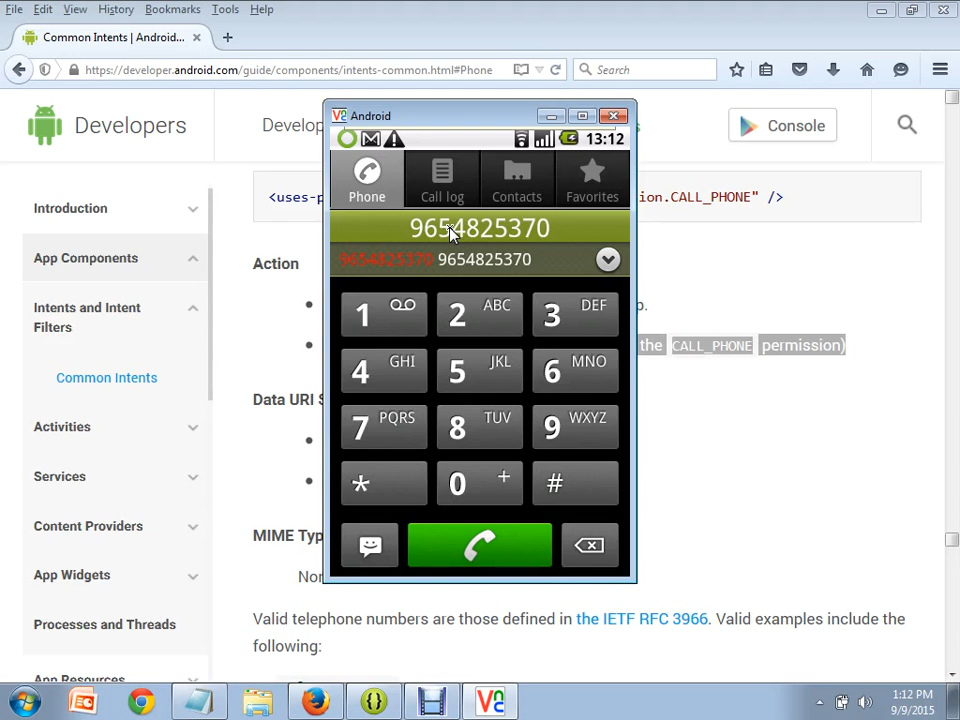 File Edit View History Bookmarks Tools Help
Common Intents | Android...
https://developer.android.com/guide/components/intents-common.html#Phone
Search
Developers
Develop
Console
Android
13:12
Phone Call log Contacts Favorites
9654825370
9654825370 9654825370
1
2 ABC
3 DEF
4 GHI
5 JKL
6 MNO
7 PQRS
8 TUV
9 WXYZ
*
0 +
#
Introduction
App Components
Intents and Intent
Filters
Common Intents
Activities
Services
Content Providers
App Widgets
Processes and Threads
App Resources
<uses-p
ion.CALL_PHONE" />
Action
p.
the CALL_PHONE permission)
Data URI S
MIME Typ
Non
Valid telephone numbers are those defined in the IETF RFC 3966. Valid examples include the
following:
1:12 PM
9/9/2015